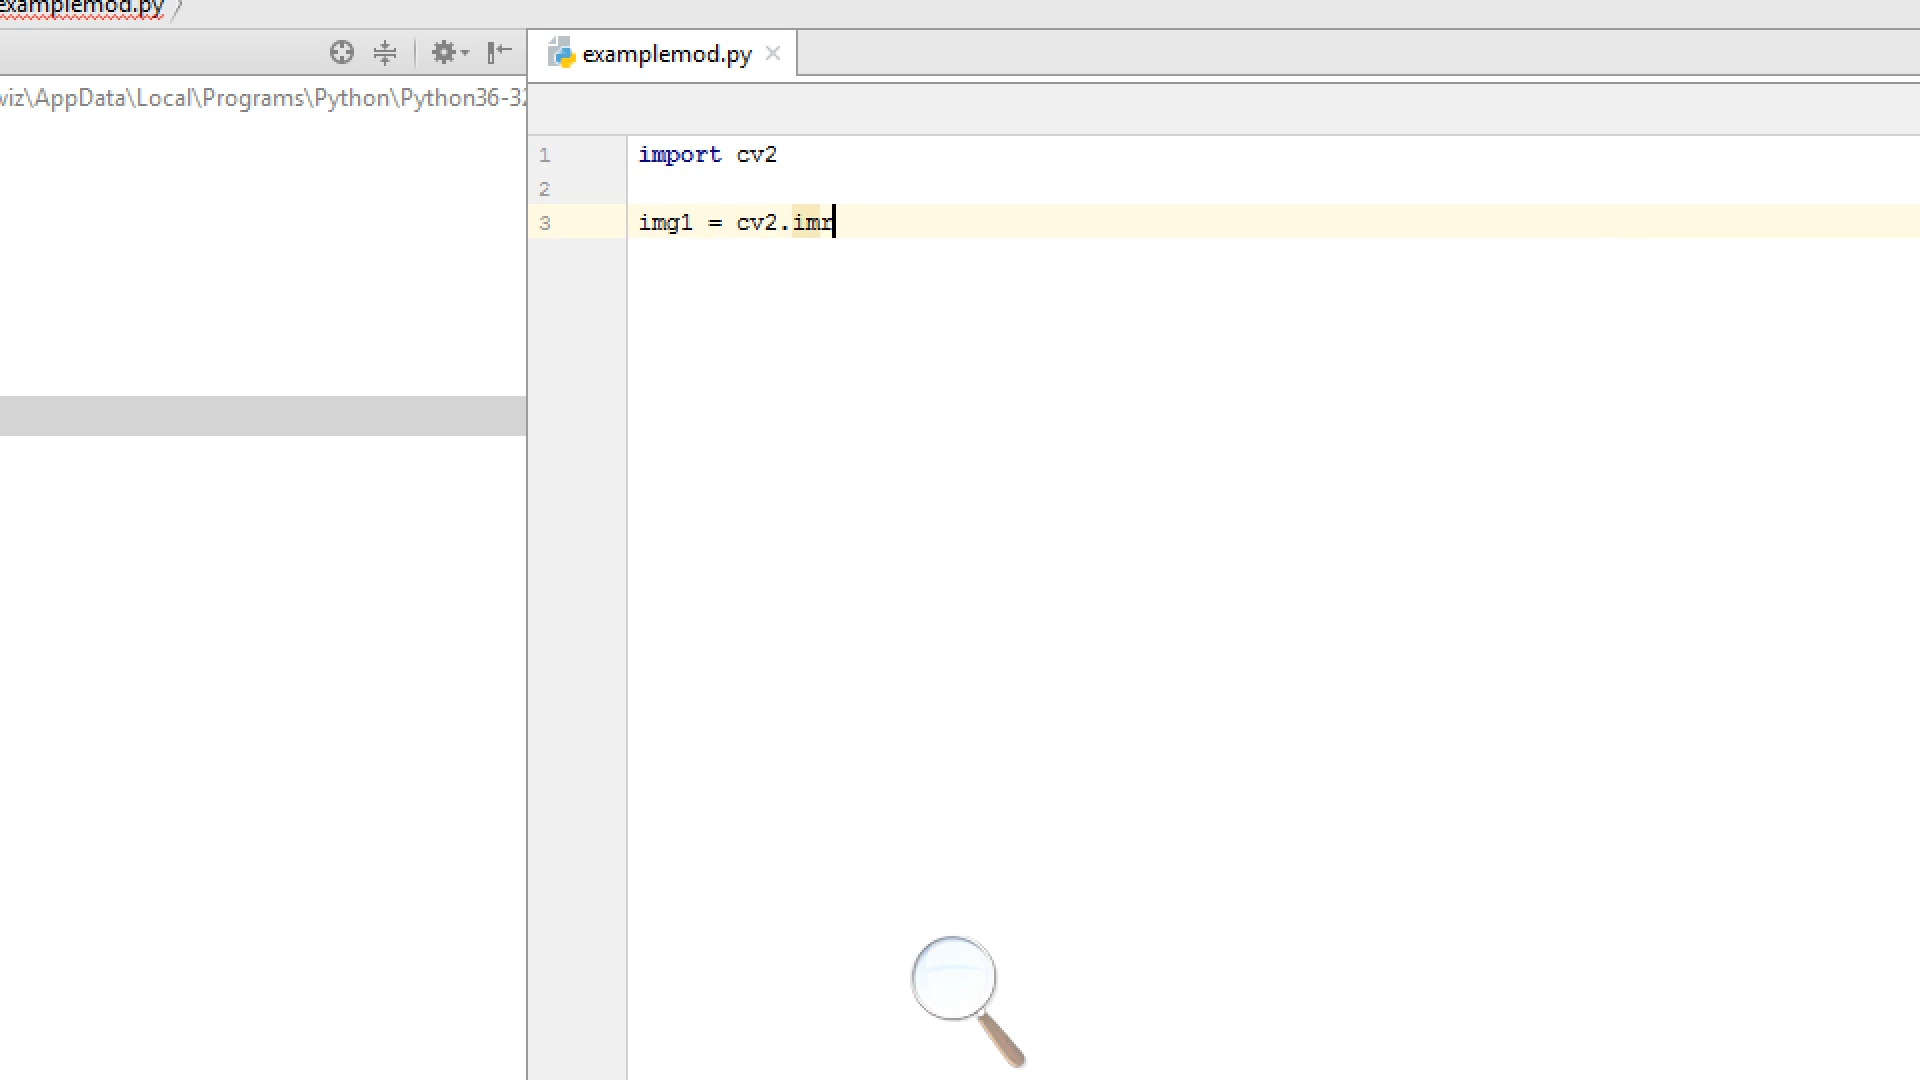 examplemod.py
examplemod.py
wiz\AppData\Local\Programs\Python\Python36-32
1 import cv2
2
3 img1 = cv2.imr